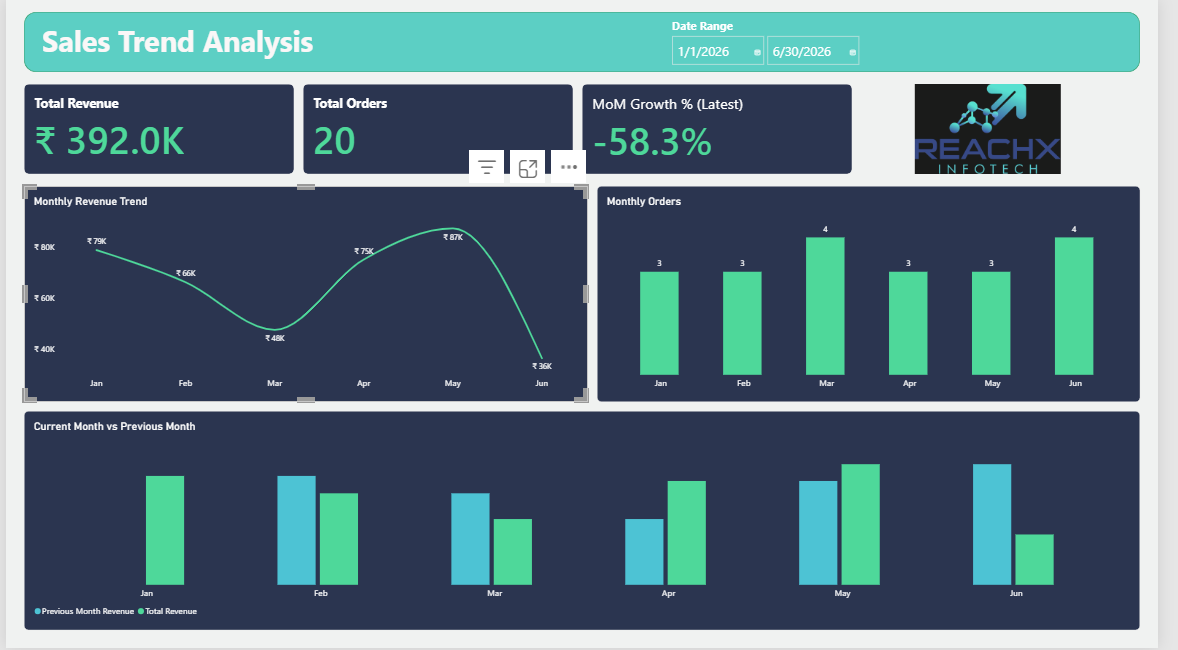 Sales Trend Analysis
Date Range
1/1/2026 6/30/2026
Total Revenue
₹ 392.0K
Total Orders
20
MoM Growth % (Latest)
-58.3%
REACHX
INFOTECH
Monthly Revenue Trend
₹ 80K
₹ 60K
₹ 40K
₹ 79K
₹ 66K
₹ 48K
₹ 75K
₹ 87K
₹ 36K
Jan Feb Mar Apr May Jun
Monthly Orders
3 3 4 3 3 4
Jan Feb Mar Apr May Jun
Current Month vs Previous Month
Jan Feb Mar Apr May Jun
Previous Month Revenue Total Revenue